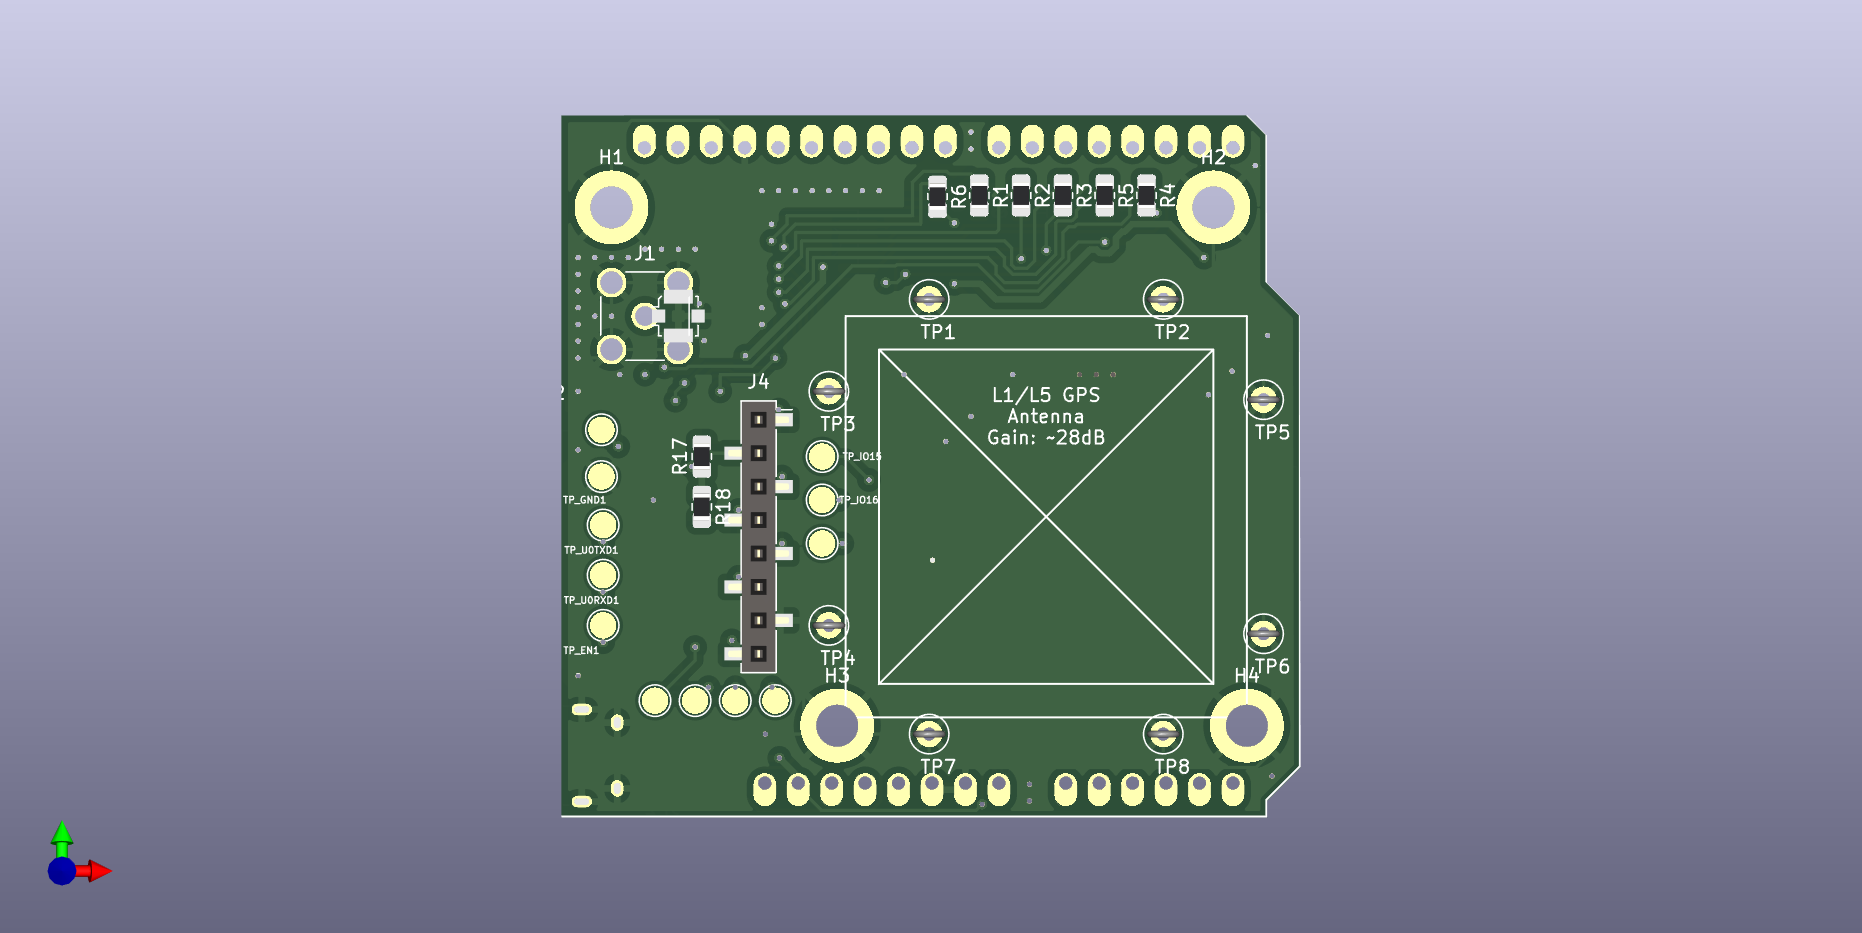 H1
H2
R6
R1
R2
R3
R5
R4
J1
TP1
TP2
J4
L1/L5 GPS
Antenna
Gain: ~28dB
TP3
TP5
R17
TP_IO15
R18
TP_GND1
TP_IO16
TP_U0TXD1
TP_U0RXD1
TP_EN1
TP4
TP6
H3
H4
TP7
TP8